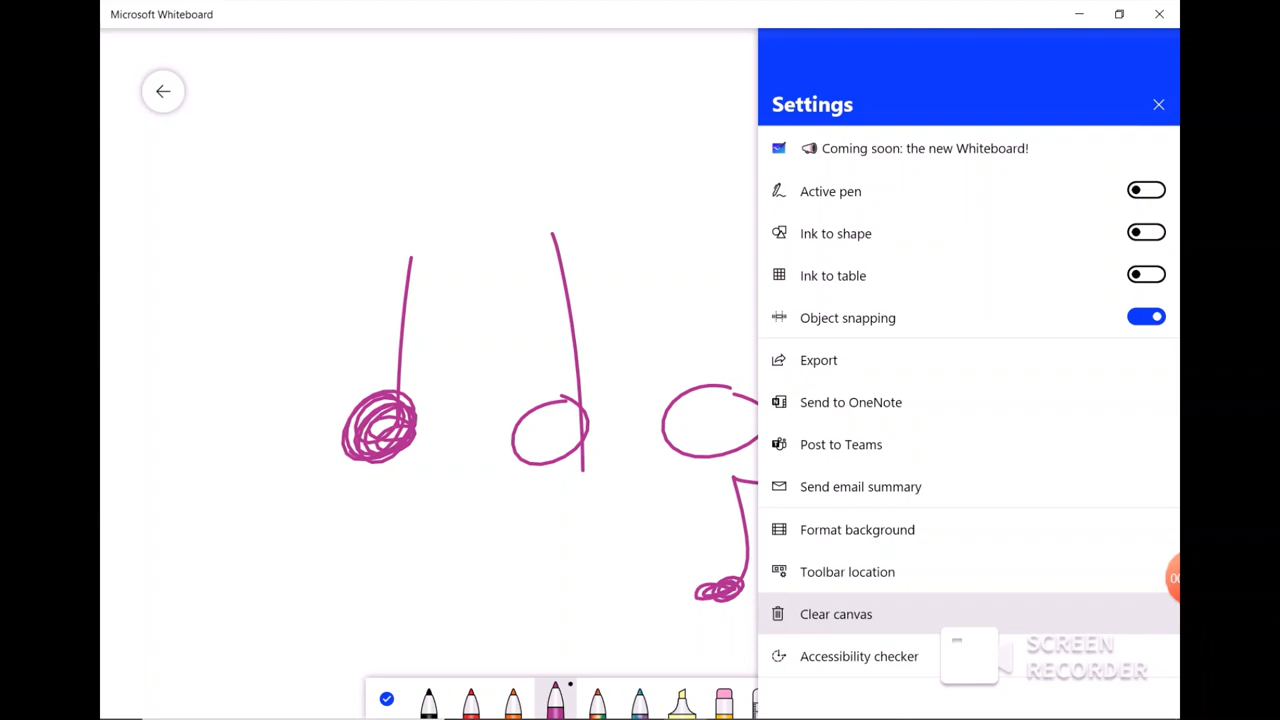 Microsoft Whiteboard
Settings
Coming soon: the new Whiteboard!
Active pen
Ink to shape
Ink to table
Object snapping
Export
Send to OneNote
Post to Teams
Send email summary
Format background
Toolbar location
Clear canvas
Accessibility checker
00
SCREEN
RECORDER